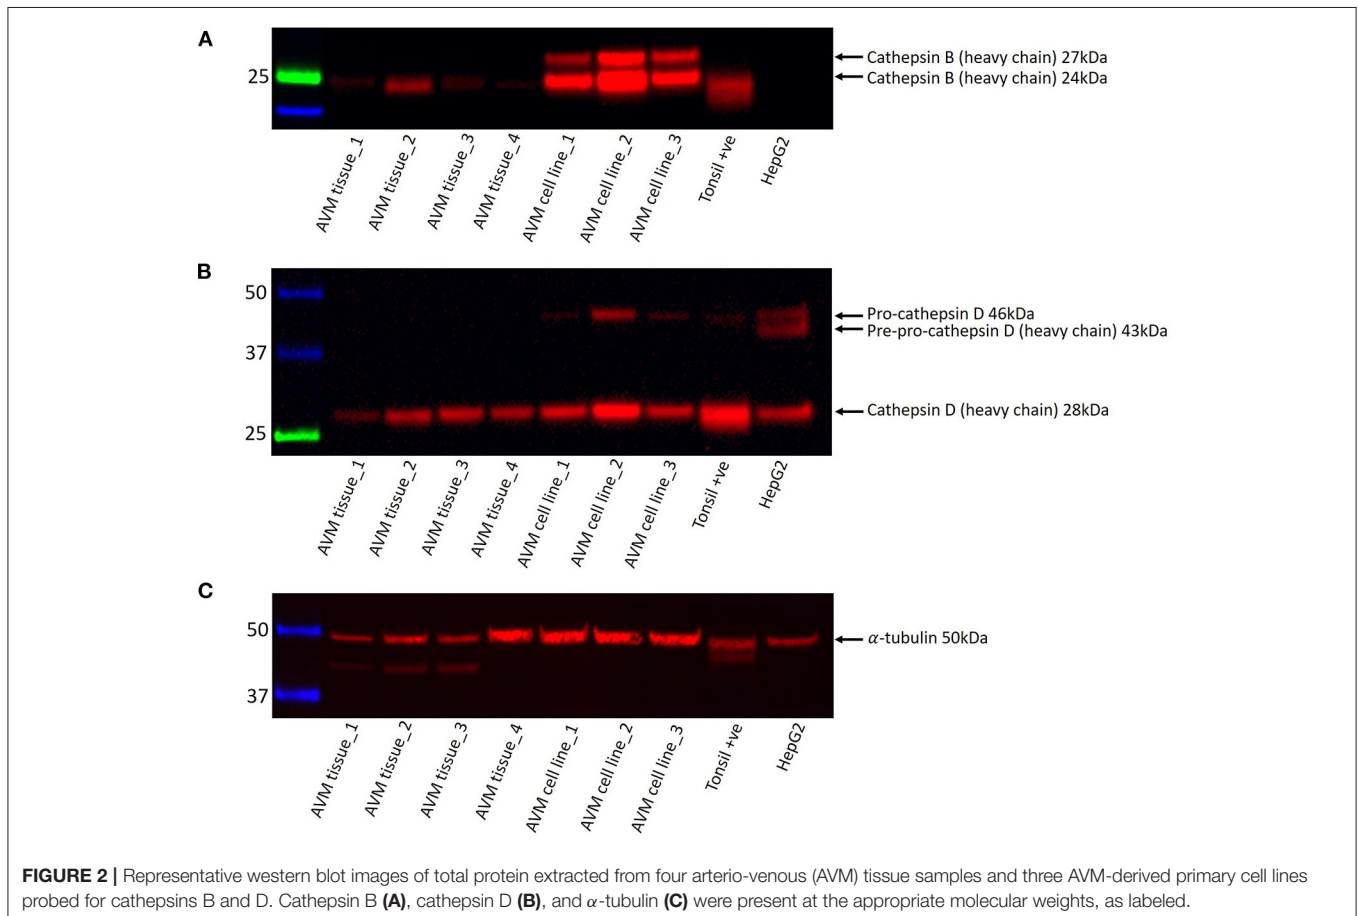 A
25
Cathepsin B (heavy chain) 27kDa
Cathepsin B (heavy chain) 24kDa
AVM tissue_1
AVM tissue_2
AVM tissue_3
AVM tissue_4
AVM cell line_1
AVM cell line_2
AVM cell line_3
Tonsil +ve
HepG2
B
50
37
25
Pro-cathepsin D 46kDa
Pre-pro-cathepsin D (heavy chain) 43kDa
Cathepsin D (heavy chain) 28kDa
AVM tissue_1
AVM tissue_2
AVM tissue_3
AVM tissue_4
AVM cell line_1
AVM cell line_2
AVM cell line_3
Tonsil +ve
HepG2
C
50
37
α-tubulin 50kDa
AVM tissue_1
AVM tissue_2
AVM tissue_3
AVM tissue_4
AVM cell line_1
AVM cell line_2
AVM cell line_3
Tonsil +ve
HepG2
FIGURE 2 | Representative western blot images of total protein extracted from four arterio-venous (AVM) tissue samples and three AVM-derived primary cell lines
probed for cathepsins B and D. Cathepsin B (A), cathepsin D (B), and α-tubulin (C) were present at the appropriate molecular weights, as labeled.